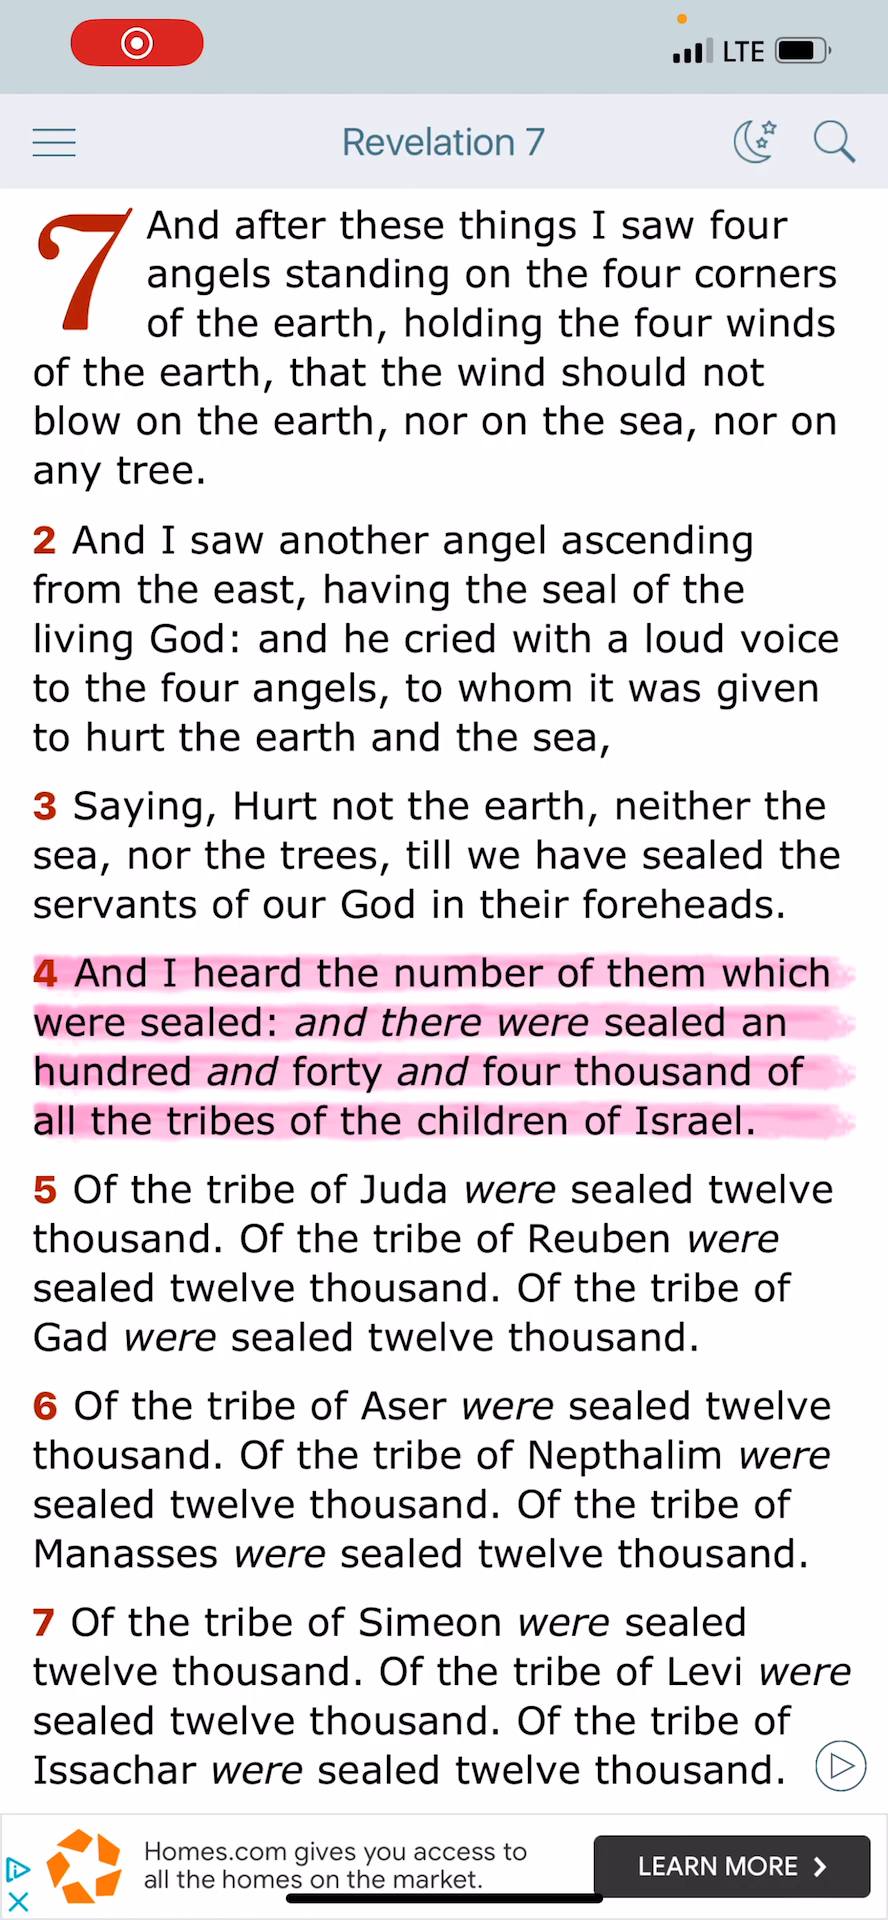 LTE
Revelation 7
7 And after these things I saw four
angels standing on the four corners
of the earth, holding the four winds
of the earth, that the wind should not
blow on the earth, nor on the sea, nor on
any tree.
2 And I saw another angel ascending
from the east, having the seal of the
living God: and he cried with a loud voice
to the four angels, to whom it was given
to hurt the earth and the sea,
3 Saying, Hurt not the earth, neither the
sea, nor the trees, till we have sealed the
servants of our God in their foreheads.
4 And I heard the number of them which
were sealed: and there were sealed an
hundred and forty and four thousand of
all the tribes of the children of Israel.
5 Of the tribe of Juda were sealed twelve
thousand. Of the tribe of Reuben were
sealed twelve thousand. Of the tribe of
Gad were sealed twelve thousand.
6 Of the tribe of Aser were sealed twelve
thousand. Of the tribe of Nepthalim were
sealed twelve thousand. Of the tribe of
Manasses were sealed twelve thousand.
7 Of the tribe of Simeon were sealed
twelve thousand. Of the tribe of Levi were
sealed twelve thousand. Of the tribe of
Issachar were sealed twelve thousand.
Homes.com gives you access to
all the homes on the market.
LEARN MORE